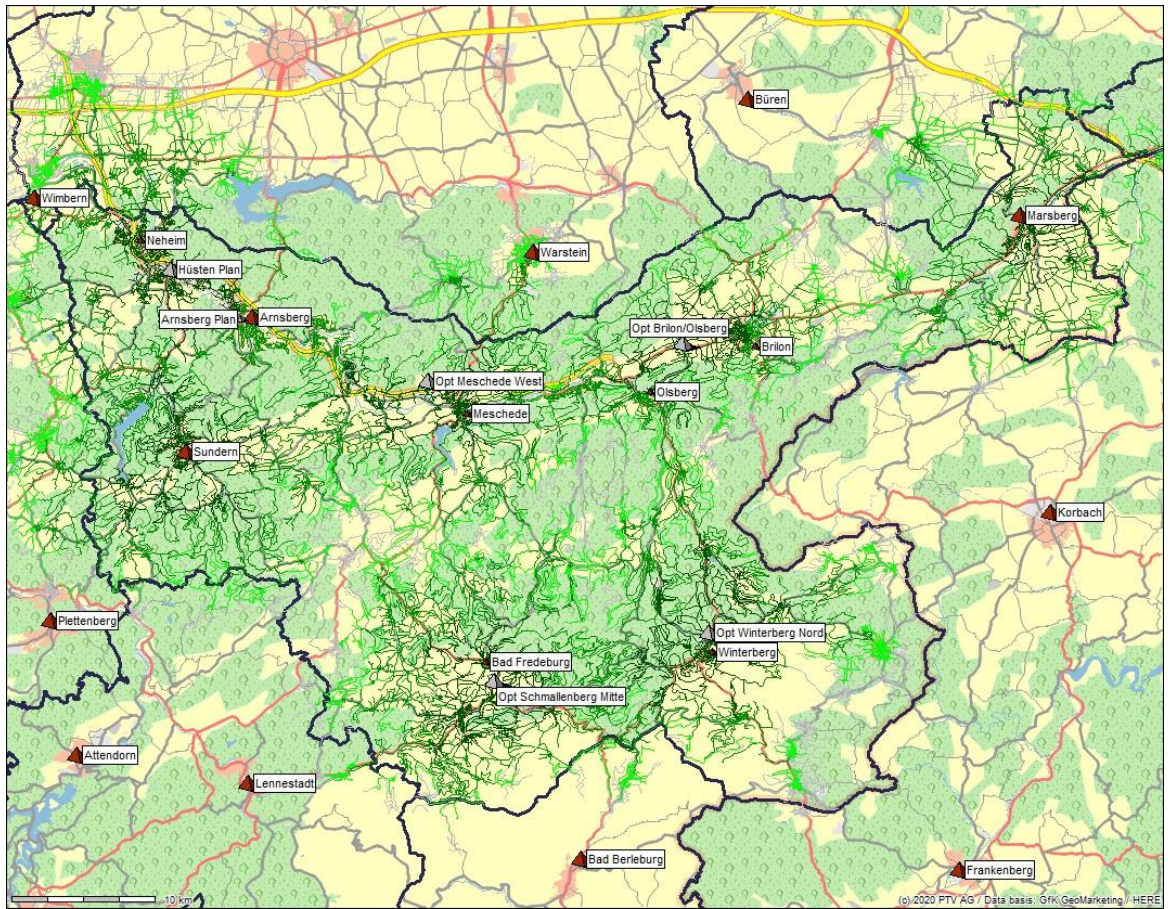 Büren
Wimbern
Marsberg
Neheim
Warstein
Hüsten Plan
Arnsberg Plan
Arnsberg
Opt Brilon/Olsberg
Brilon
Opt Meschede West
Olsberg
Meschede
Sundern
Korbach
Plettenberg
Opt Winterberg Nord
Winterberg
Bad Fredeburg
Opt Schmallenberg Mitte
Attendorn
Lennestadt
Bad Berleburg
Frankenberg
10 km
(c) 2020 PTV AG / Data basis: GfK GeoMarketing / HERE